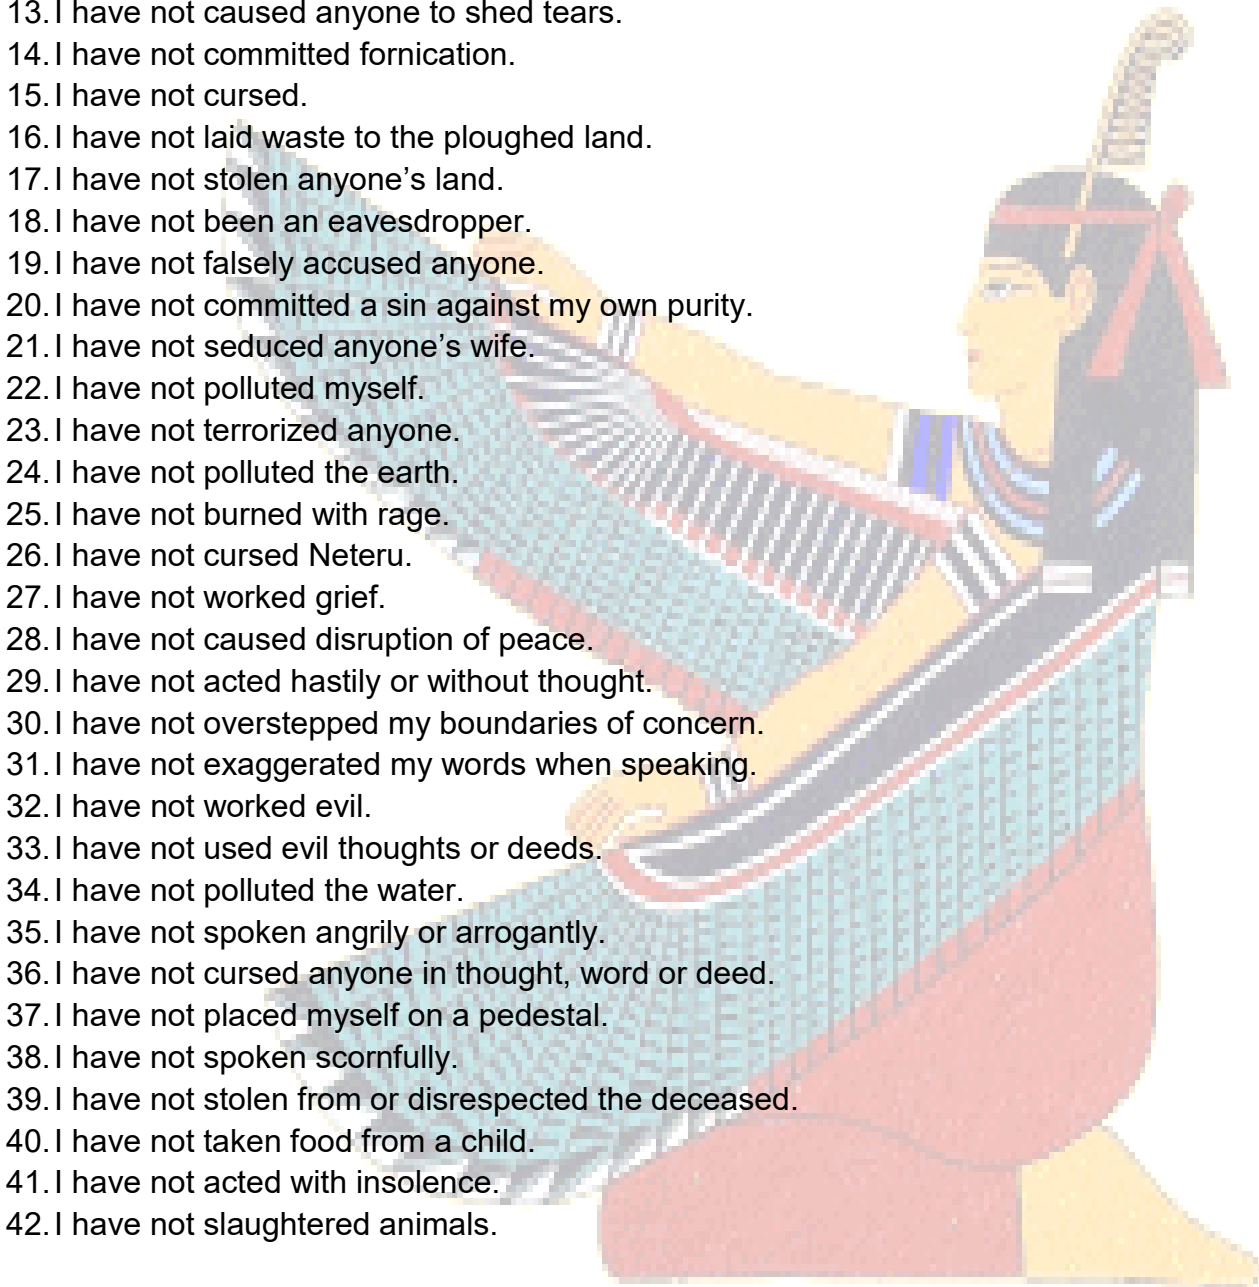 13. I have not caused anyone to shed tears.
14. I have not committed fornication.
15. I have not cursed.
16. I have not laid waste to the ploughed land.
17. I have not stolen anyone’s land.
18. I have not been an eavesdropper.
19. I have not falsely accused anyone.
20. I have not committed a sin against my own purity.
21. I have not seduced anyone’s wife.
22. I have not polluted myself.
23. I have not terrorized anyone.
24. I have not polluted the earth.
25. I have not burned with rage.
26. I have not cursed Neteru.
27. I have not worked grief.
28. I have not caused disruption of peace.
29. I have not acted hastily or without thought.
30. I have not overstepped my boundaries of concern.
31. I have not exaggerated my words when speaking.
32. I have not worked evil.
33. I have not used evil thoughts or deeds.
34. I have not polluted the water.
35. I have not spoken angrily or arrogantly.
36. I have not cursed anyone in thought, word or deed.
37. I have not placed myself on a pedestal.
38. I have not spoken scornfully.
39. I have not stolen from or disrespected the deceased.
40. I have not taken food from a child.
41. I have not acted with insolence.
42. I have not slaughtered animals.